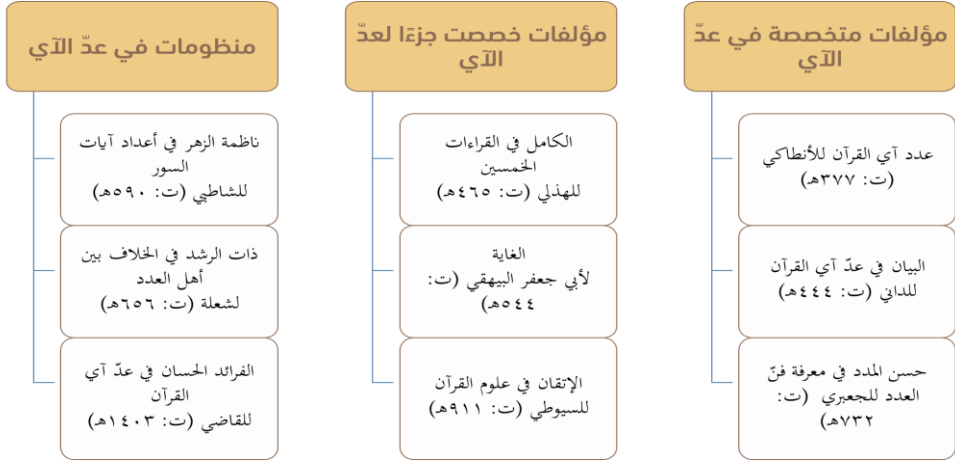 مؤلفات متخصصة في عدّ
الآي
عدد آي القرآن للأنطاكي
(ت: ٣٧٧هـ)
البيان في عدّ آي القرآن
للداني (ت: ٤٤٤هـ)
حسن المدد في معرفة فنّ
العدد للجعبري (ت:
٧٣٢هـ)
مؤلفات خصصت جزءًا لعدّ
الآي
الكامل في القراءات
الخمسين
للهذلي (ت: ٤٦٥هـ)
الغاية
لأبي جعفر البيهقي (ت:
٥٤٤هـ)
الإتقان في علوم القرآن
للسيوطي (ت: ٩١١هـ)
منظومات في عدّ الآي
ناظمة الزهر في أعداد آيات
السور
للشاطبي (ت: ٥٩٠هـ)
ذات الرشد في الخلاف بين
أهل العدد
لشعلة (ت: ٦٥٦هـ)
الفرائد الحسان في عدّ آي
القرآن
للقاضي (ت: ١٤٠٣هـ)